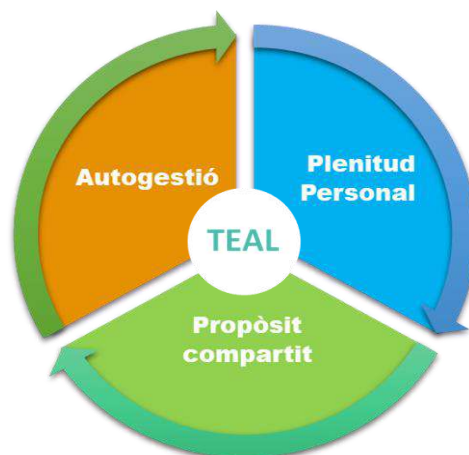 Autogestió
Plenitud
Personal
TEAL
Propòsit
compartit